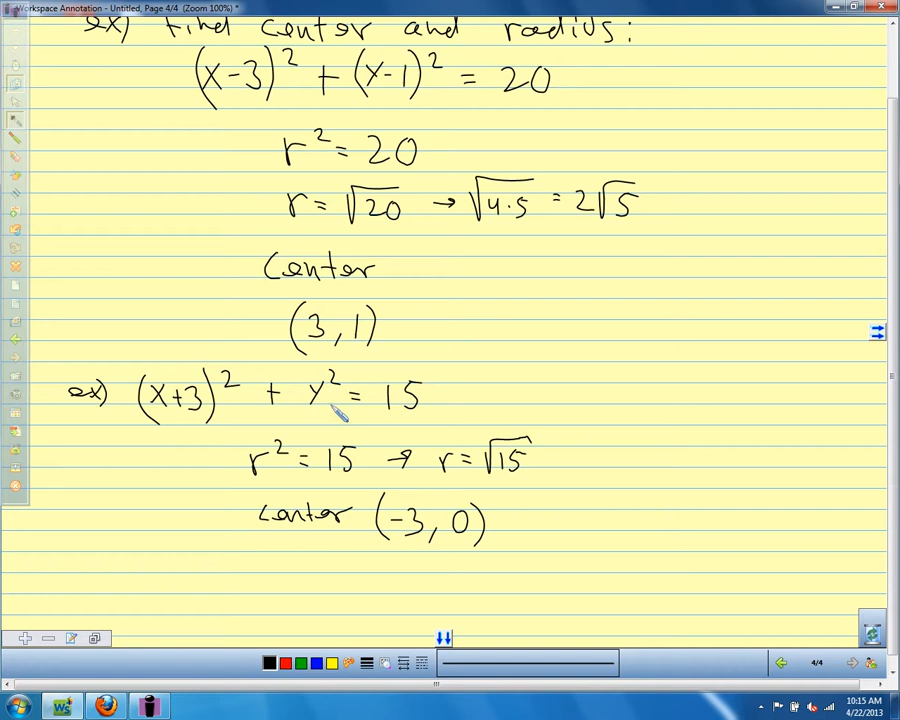 Workspace Annotation - Untitled, Page 4/4 (Zoom 200%) *
ex) Find center and radius:
(x-3)² + (y-1)² = 20
r² = 20
r = √20 → √4·5 = 2√5
Center
(3, 1)
ex) (x+3)² + y² = 15
r² = 15 → r = √15
center (-3, 0)
4/4
10:15 AM
4/22/2013